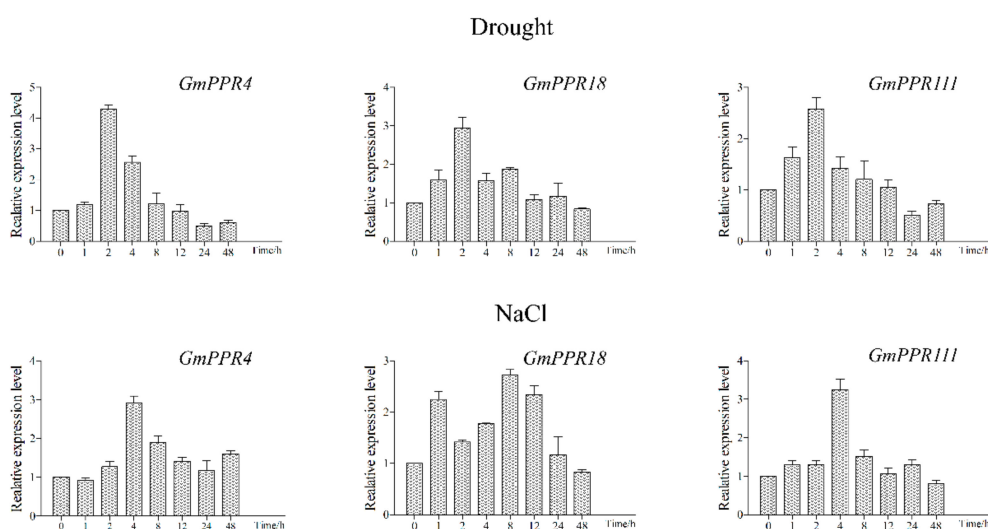 Drought
GmPPR4
Realative expression level
5
4
3
2
1
0
0 1 2 4 8 12 24 48 Time/h
GmPPR18
Realative expression level
4
3
2
1
0
0 1 2 4 8 12 24 48 Time/h
GmPPR111
Realative expression level
3
2
1
0
0 1 2 4 8 12 24 48 Time/h
NaCl
GmPPR4
Realative expression level
4
3
2
1
0
0 1 2 4 8 12 24 48 Time/h
GmPPR18
Realative expression level
3
2
1
0
0 1 2 4 8 12 24 48 Time/h
GmPPR111
Realative expression level
4
3
2
1
0
0 1 2 4 8 12 24 48 Time/h